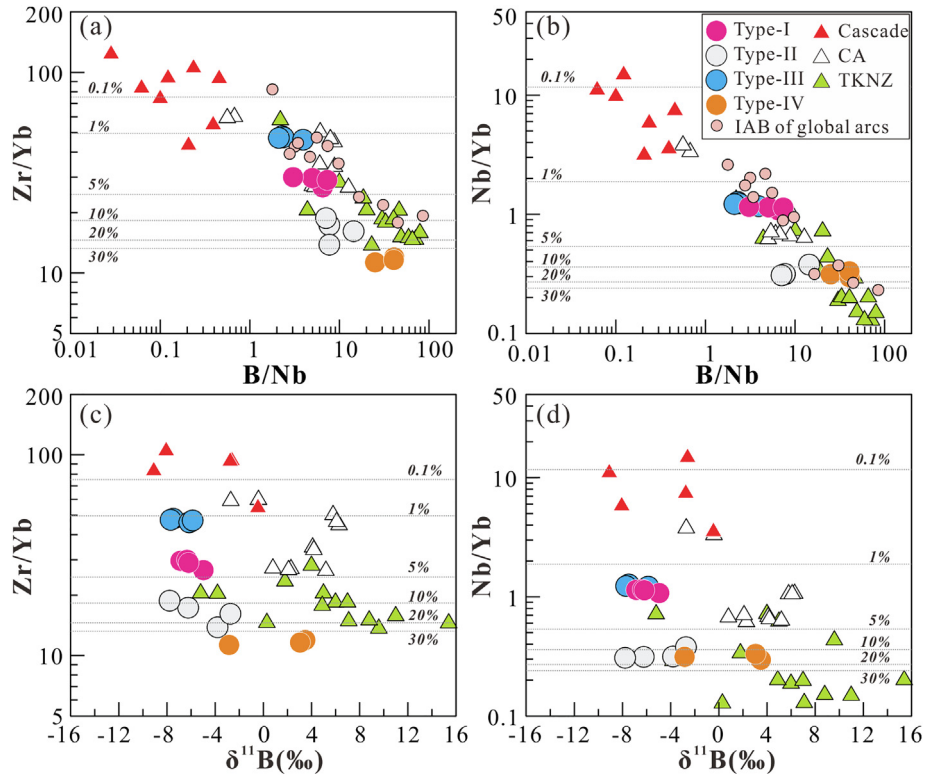 (a)
200
100
10
5
Zr/Yb
0.1%
1%
5%
10%
20%
30%
0.01 0.1 1 10 100
B/Nb
(b)
50
10
1
0.1
Nb/Yb
0.1%
1%
5%
10%
20%
30%
0.01 0.1 1 10 100
B/Nb
Type-I Cascade
Type-II CA
Type-III TKNZ
Type-IV
IAB of global arcs
(c)
200
100
10
5
Zr/Yb
0.1%
1%
5%
10%
20%
30%
-16 -12 -8 -4 0 4 8 12 16
δ¹¹B(‰)
(d)
50
10
1
0.1
Nb/Yb
0.1%
1%
5%
10%
20%
30%
-16 -12 -8 -4 0 4 8 12 16
δ¹¹B(‰)